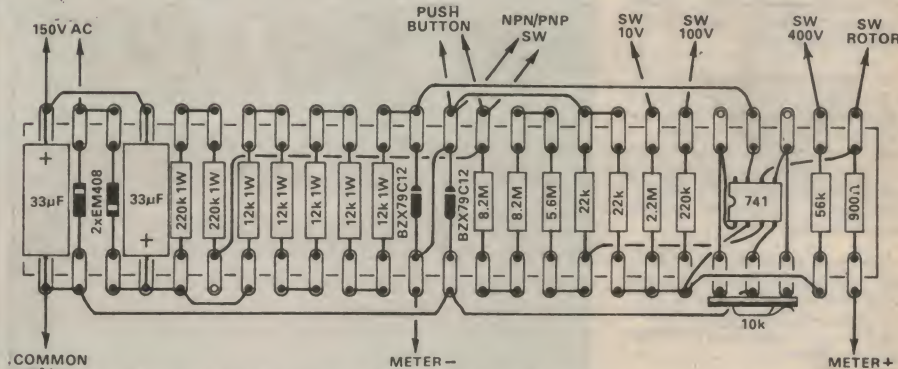 150V AC
PUSH
BUTTON
NPN/PNP
SW
SW
10V
SW
100V
SW
400V
SW
ROTOR
+
33µF
2xEM408
33µF
+
220k 1W
220k 1W
12k 1W
12k 1W
12k 1W
12k 1W
12k 1W
BZX79C12
BZX79C12
8.2M
8.2M
5.6M
22k
22k
2.2M
220k
741
56k
900Ω
10k
COMMON
METER−
METER+